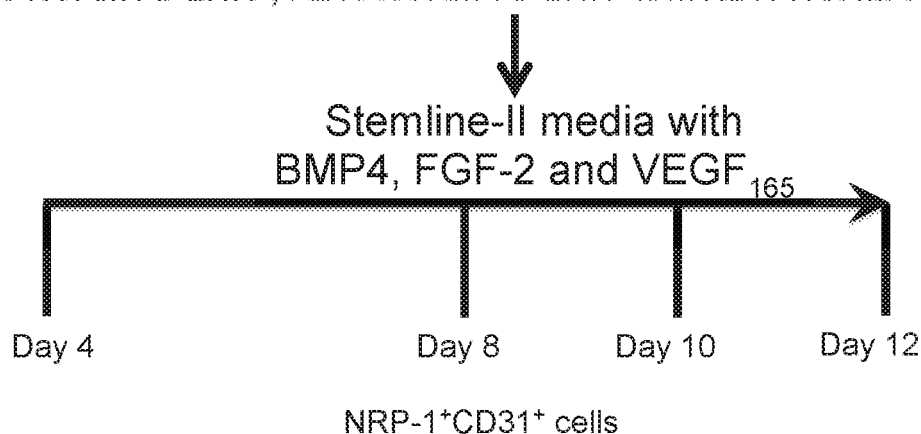 Stemline-II media with
BMP4, FGF-2 and VEGF₁₆₅
Day 4 Day 8 Day 10 Day 12
NRP-1⁺CD31⁺ cells